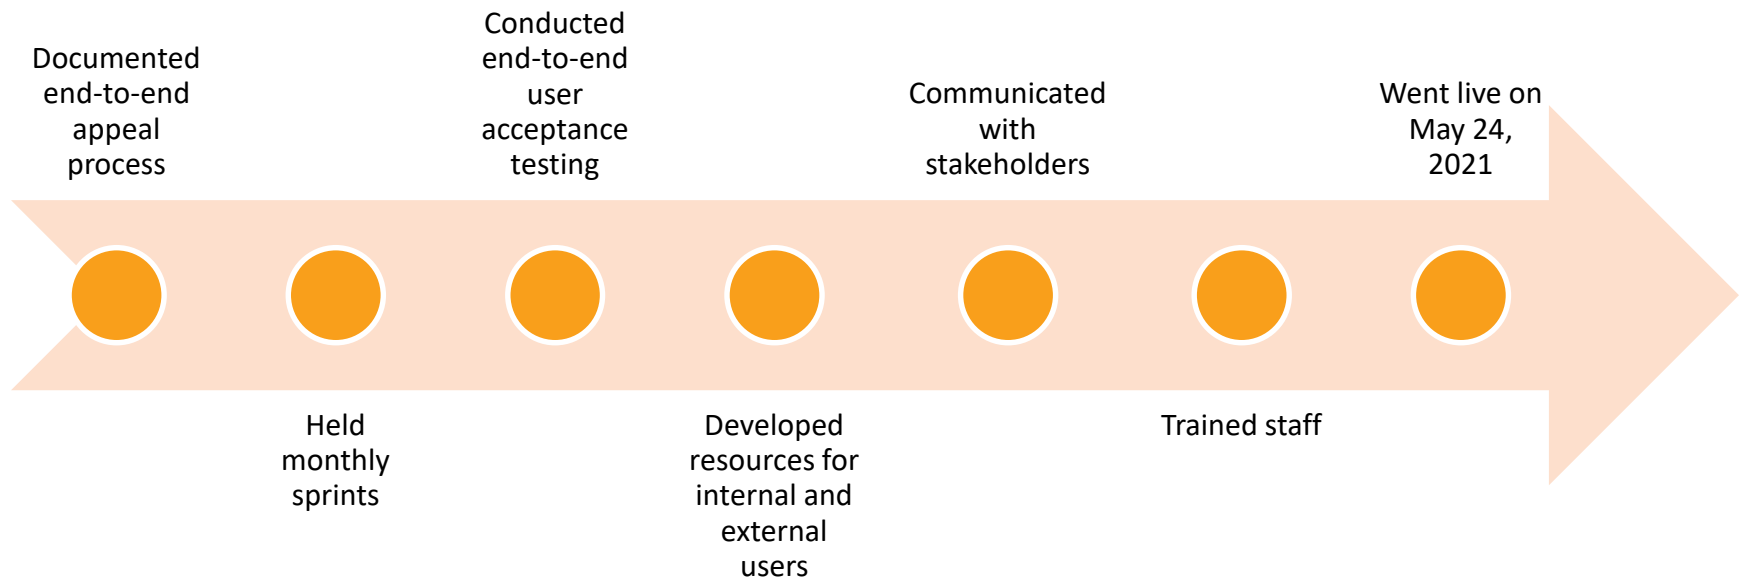 Documented
end-to-end
appeal
process
Held
monthly
sprints
Conducted
end-to-end
user
acceptance
testing
Developed
resources for
internal and
external
users
Communicated
with
stakeholders
Trained staff
Went live on
May 24,
2021